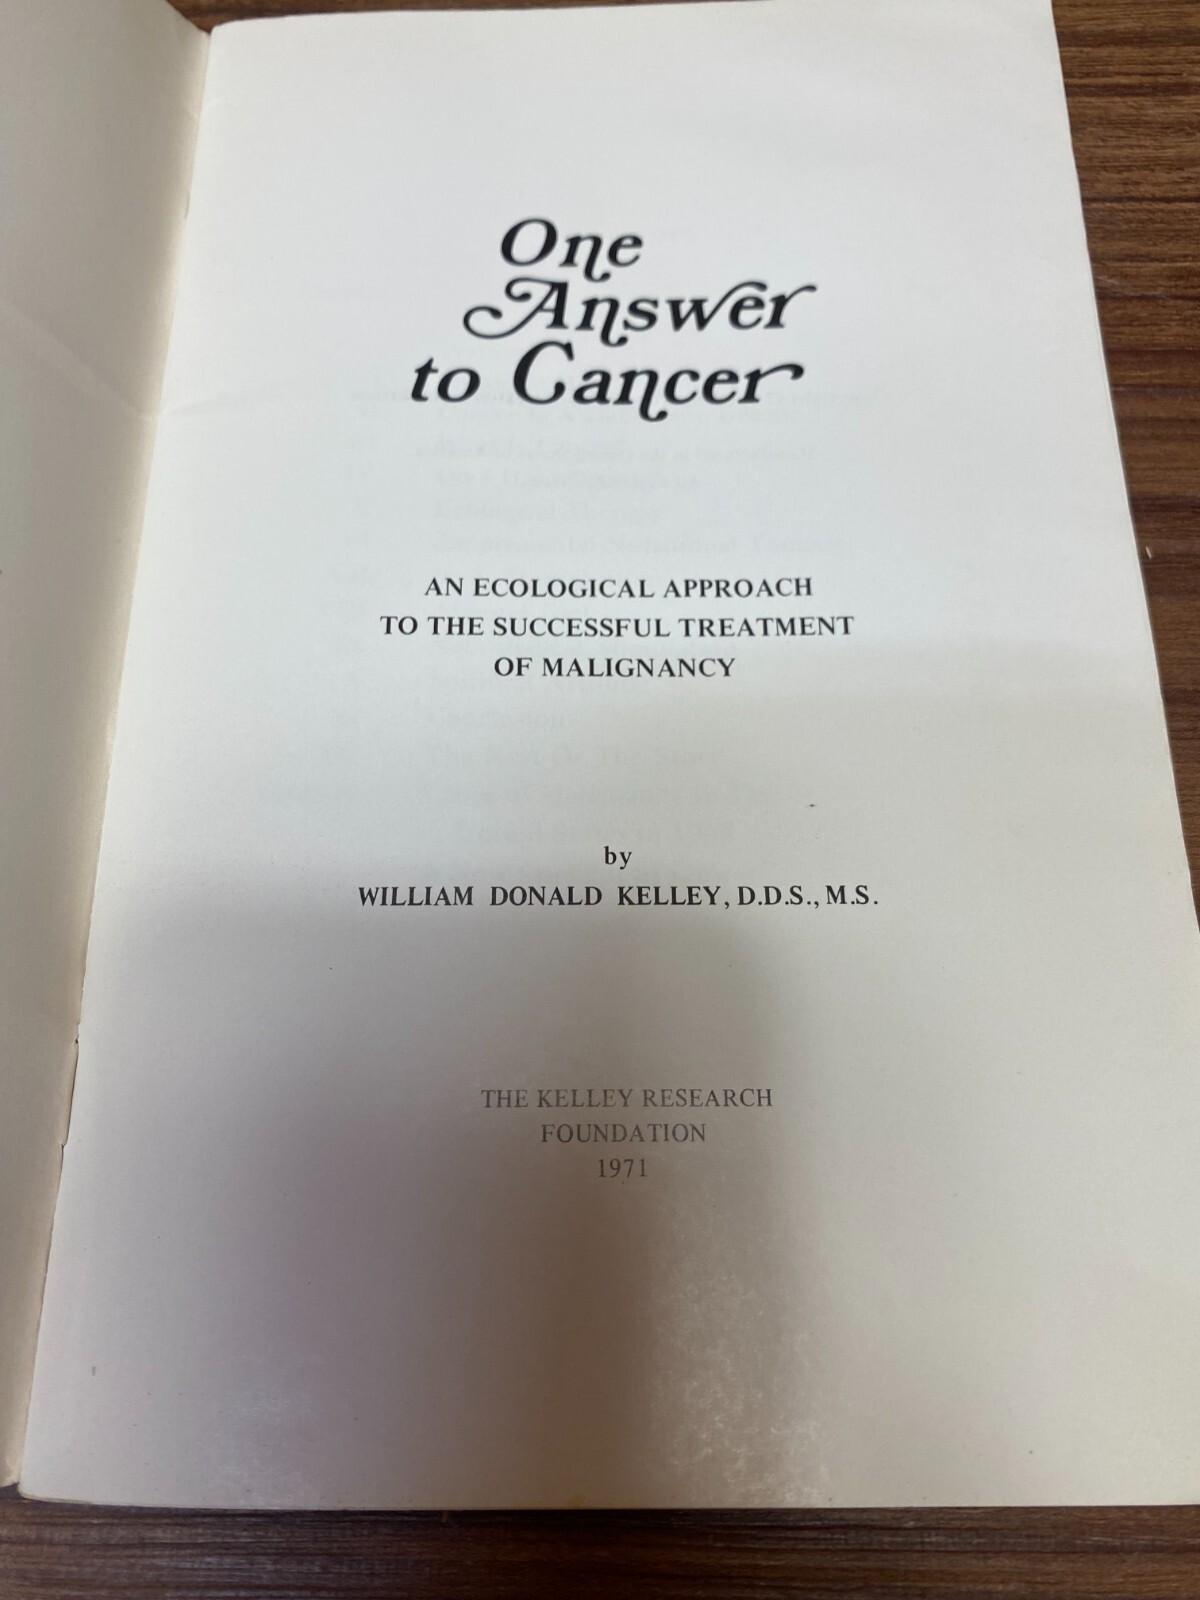 One
Answer
to Cancer
AN ECOLOGICAL APPROACH
TO THE SUCCESSFUL TREATMENT
OF MALIGNANCY
by
WILLIAM DONALD KELLEY, D.D.S., M.S.
THE KELLEY RESEARCH
FOUNDATION
1971